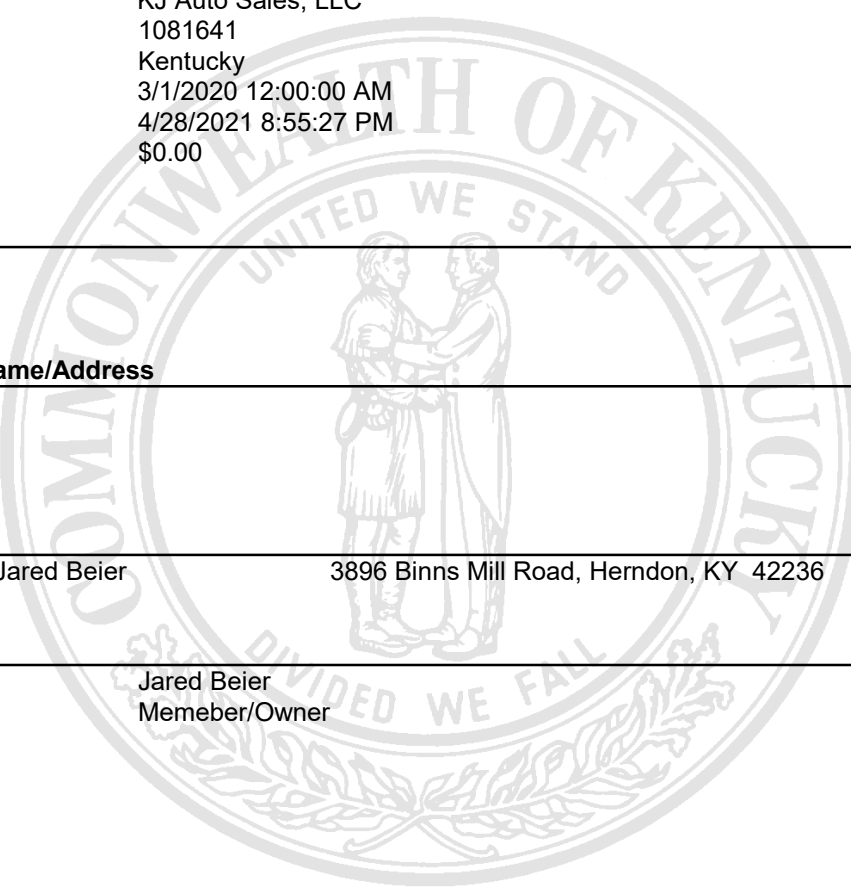 KJ Auto Sales, LLC
1081641
Kentucky
3/1/2020 12:00:00 AM
4/28/2021 8:55:27 PM
$0.00
COMMONWEALTH OF KENTUCKY
UNITED WE STAND
ame/Address
Jared Beier 3896 Binns Mill Road, Herndon, KY 42236
DIVIDED WE FALL
Jared Beier
Memeber/Owner